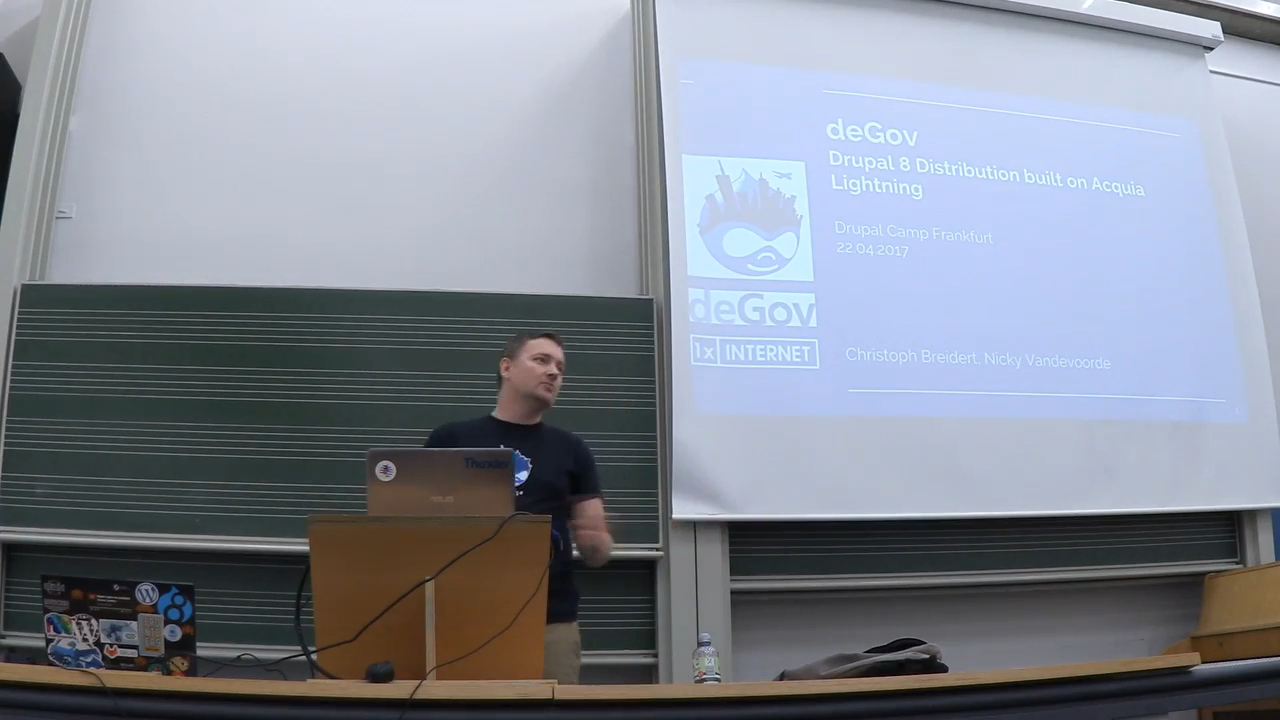 deGov
Drupal 8 Distribution built on Acquia
Lightning
Drupal Camp Frankfurt
22.04.2017
deGov
1x INTERNET
Christoph Breidert, Nicky Vandevoorde
Thunder
ASUS